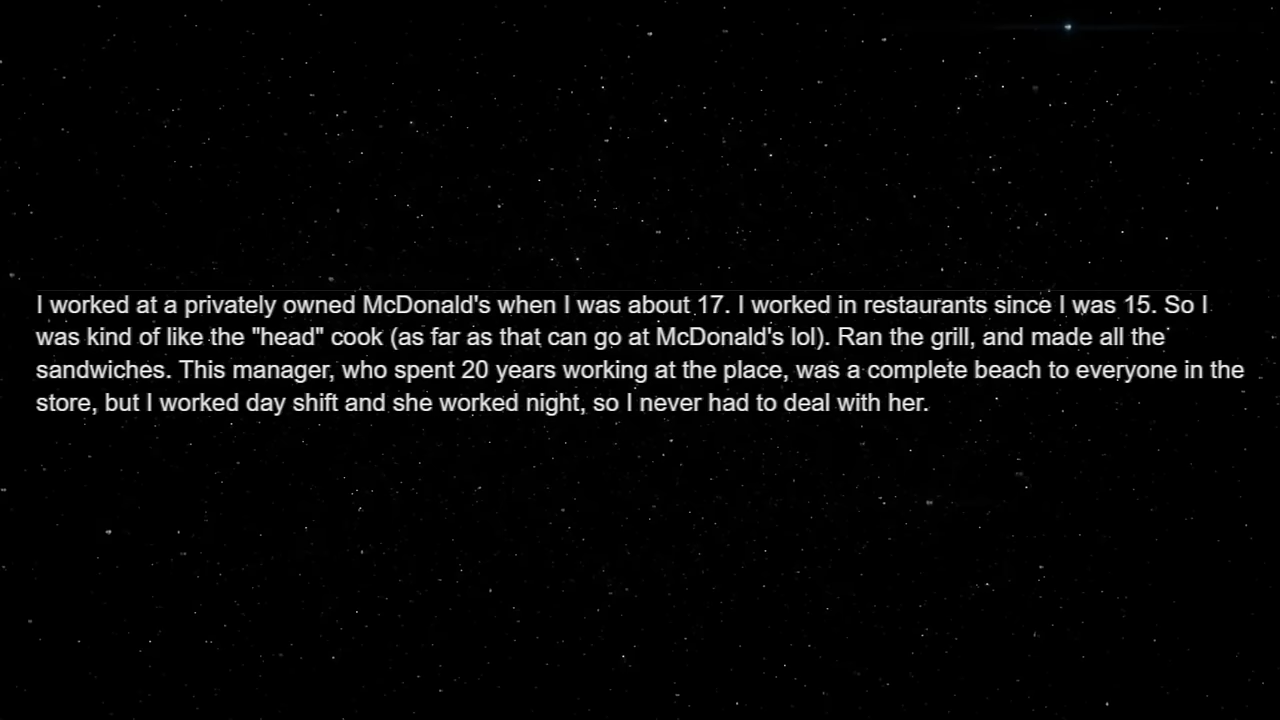 I worked at a privately owned McDonald's when I was about 17. I worked in restaurants since I was 15. So I
was kind of like the "head" cook (as far as that can go at McDonald's lol). Ran the grill, and made all the
sandwiches. This manager, who spent 20 years working at the place, was a complete beach to everyone in the
store, but I worked day shift and she worked night, so I never had to deal with her.